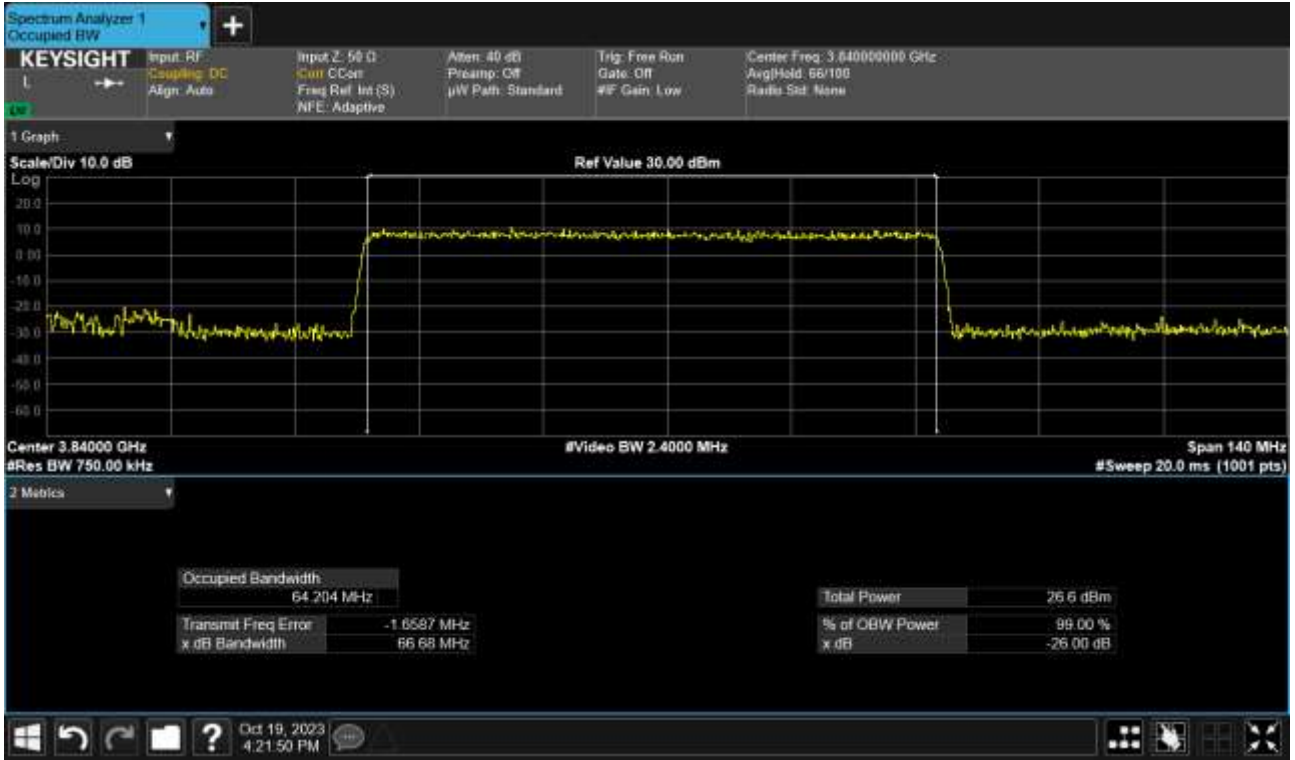 Spectrum Analyzer 1
Occupied BW
KEYSIGHT
L
Input: RF
Coupling: DC
Align: Auto
Input Z: 50 Ω
Corr CCorr
Freq Ref: Int (S)
NFE: Adaptive
Atten: 40 dB
Preamp: Off
µW Path: Standard
Trig: Free Run
Gate: Off
#IF Gain: Low
Center Freq: 3.840000000 GHz
Avg|Hold: 66/100
Radio Std: None
1 Graph
Scale/Div 10.0 dB
Ref Value 30.00 dBm
Log
20.0
10.0
0.00
-10.0
-20.0
-30.0
-40.0
-50.0
-60.0
Center 3.84000 GHz
#Video BW 2.4000 MHz
Span 140 MHz
#Res BW 750.00 kHz
#Sweep 20.0 ms (1001 pts)
2 Metrics
Occupied Bandwidth
64.204 MHz
Total Power 26.6 dBm
Transmit Freq Error -1.6587 MHz
% of OBW Power 99.00 %
x dB Bandwidth 66.68 MHz
x dB -26.00 dB
?
Oct 19, 2023
4:21:50 PM